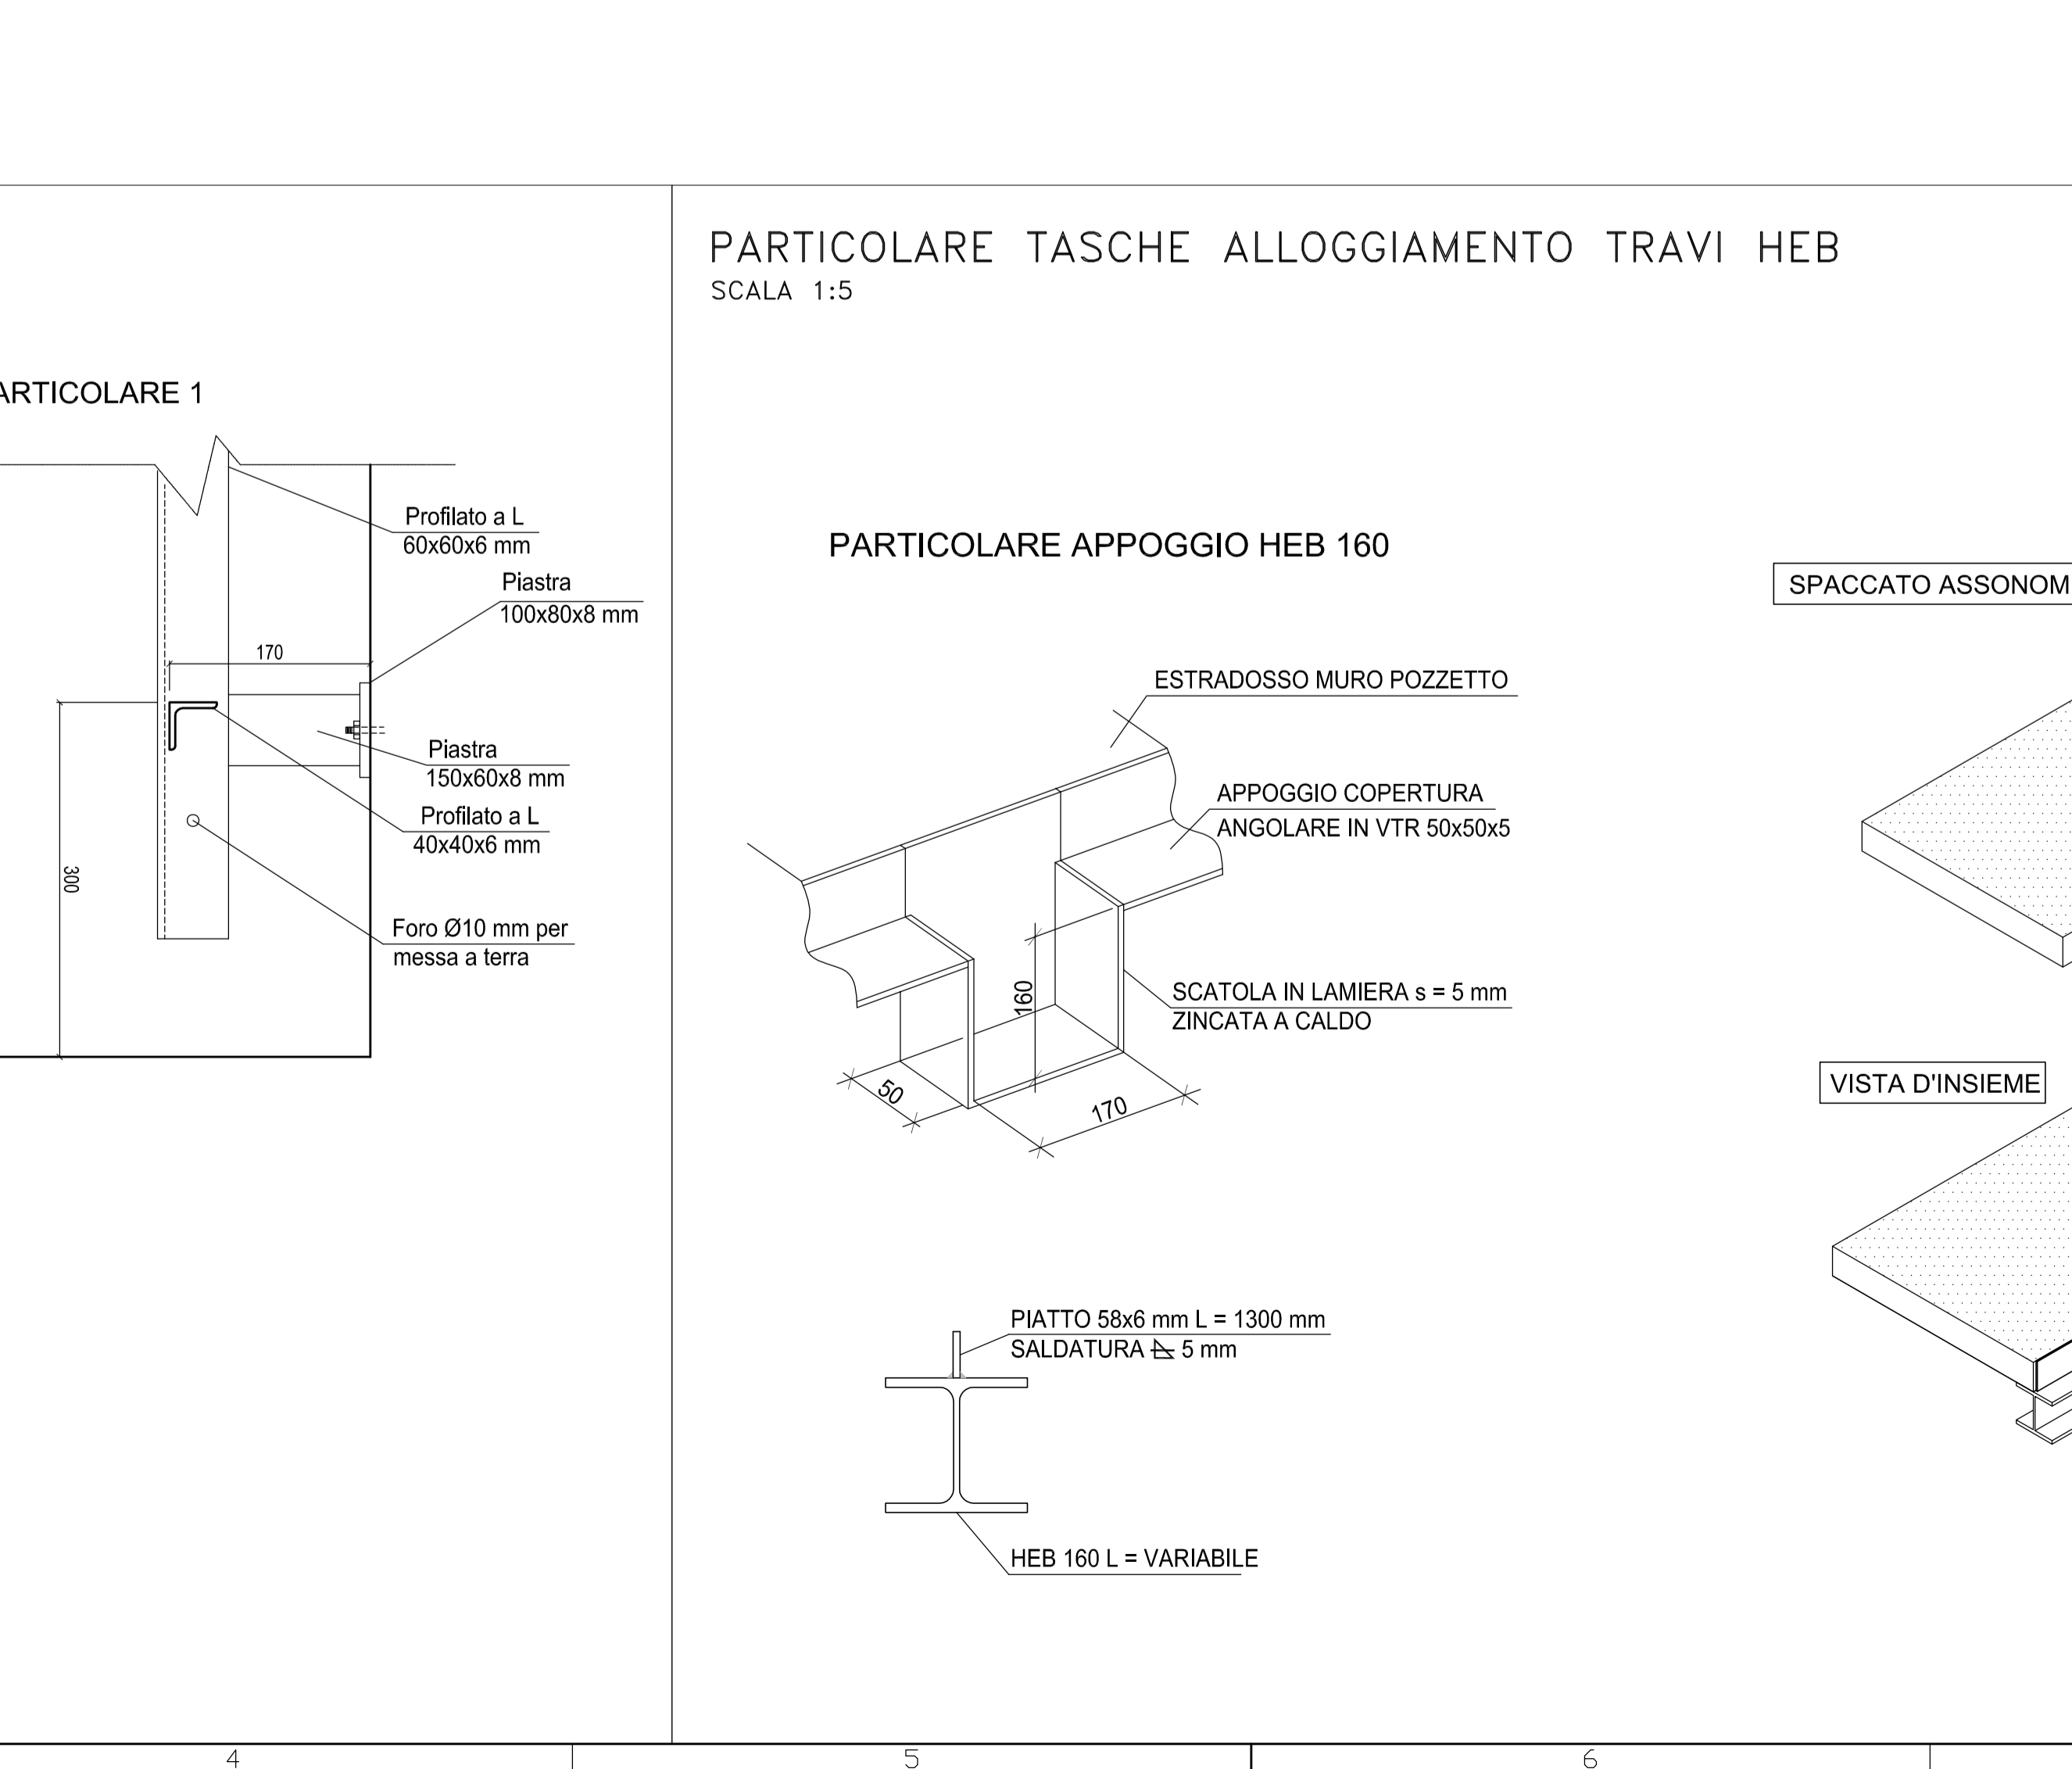 PARTICOLARE TASCHE ALLOGGIAMENTO TRAVI HEB
SCALA 1:5
ARTICOLARE 1
Profilato a L
60x60x6 mm
Piastra
100x80x8 mm
170
Piastra
150x60x8 mm
Profilato a L
40x40x6 mm
300
Foro Ø10 mm per
messa a terra
PARTICOLARE APPOGGIO HEB 160
ESTRADOSSO MURO POZZETTO
APPOGGIO COPERTURA
ANGOLARE IN VTR 50x50x5
160
SCATOLA IN LAMIERA s = 5 mm
ZINCATA A CALDO
50
170
PIATTO 58x6 mm L = 1300 mm
SALDATURA 5 mm
HEB 160 L = VARIABILE
SPACCATO ASSONOM
VISTA D'INSIEME
4
5
6